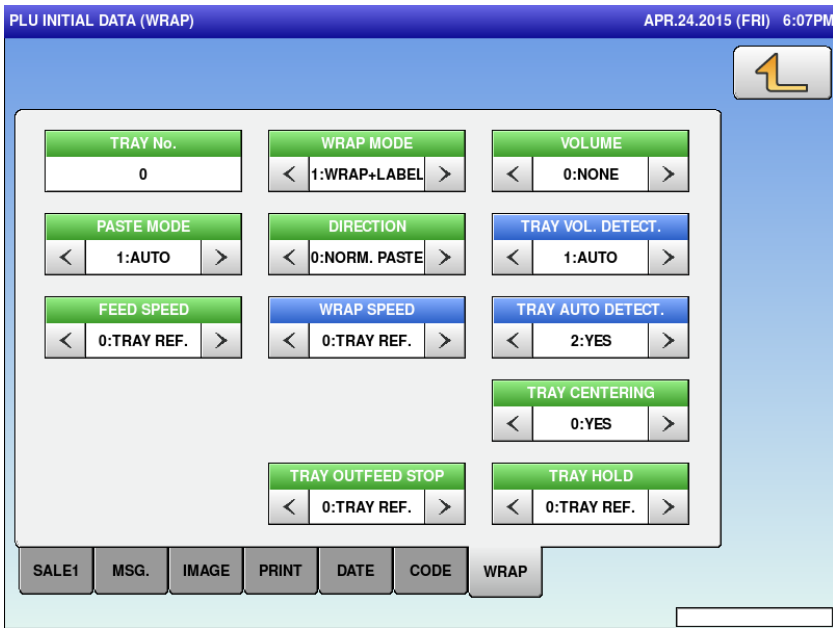 PLU INITIAL DATA (WRAP) APR.24.2015 (FRI) 6:07PM
TRAY No. WRAP MODE VOLUME
0 1:WRAP+LABEL 0:NONE
PASTE MODE DIRECTION TRAY VOL. DETECT.
1:AUTO 0:NORM. PASTE 1:AUTO
FEED SPEED WRAP SPEED TRAY AUTO DETECT.
0:TRAY REF. 0:TRAY REF. 2:YES
TRAY CENTERING
0:YES
TRAY OUTFEED STOP TRAY HOLD
0:TRAY REF. 0:TRAY REF.
SALE1 MSG. IMAGE PRINT DATE CODE WRAP